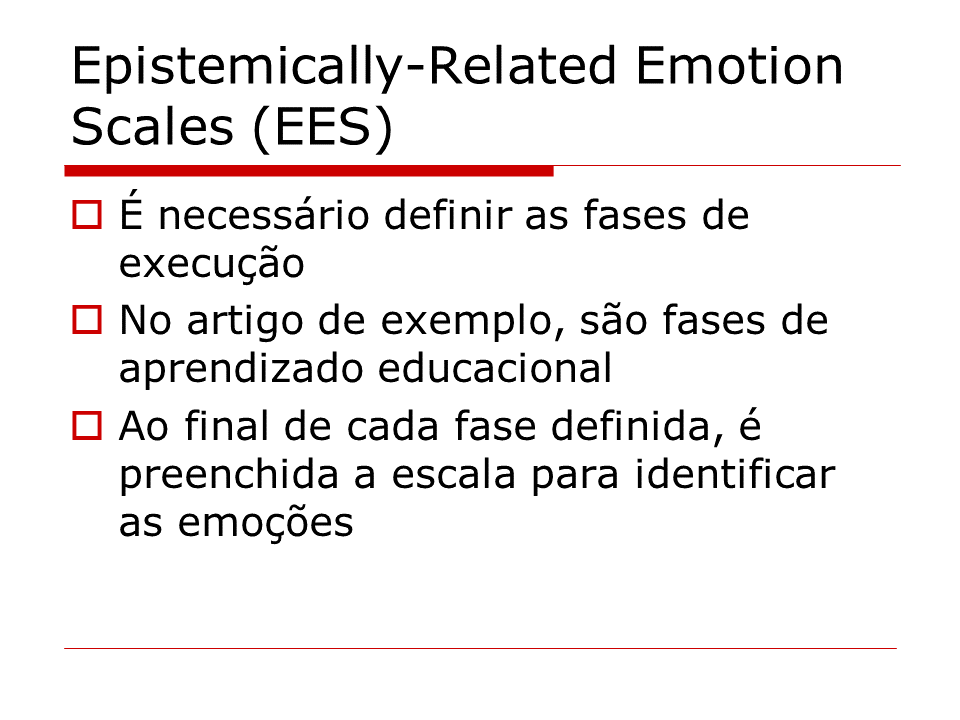 Epistemically-Related Emotion
Scales (EES)
É necessário definir as fases de
execução
No artigo de exemplo, são fases de
aprendizado educacional
Ao final de cada fase definida, é
preenchida a escala para identificar
as emoções